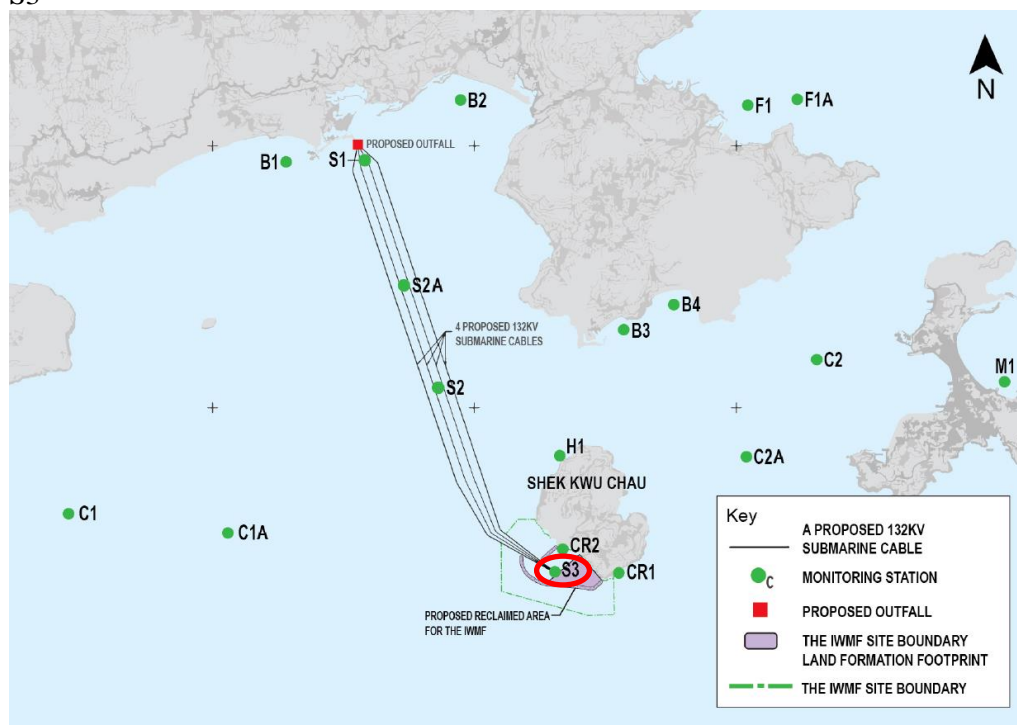 S3
N
B2
F1
F1A
PROPOSED OUTFALL
B1
S1
S2A
B4
B3
4 PROPOSED 132KV
SUBMARINE CABLES
C2
M1
S2
H1
C2A
SHEK KWU CHAU
C1
C1A
CR2
S3
CR1
PROPOSED RECLAIMED AREA
FOR THE IWMF
Key
A PROPOSED 132KV
SUBMARINE CABLE
C
MONITORING STATION
PROPOSED OUTFALL
THE IWMF SITE BOUNDARY
LAND FORMATION FOOTPRINT
THE IWMF SITE BOUNDARY